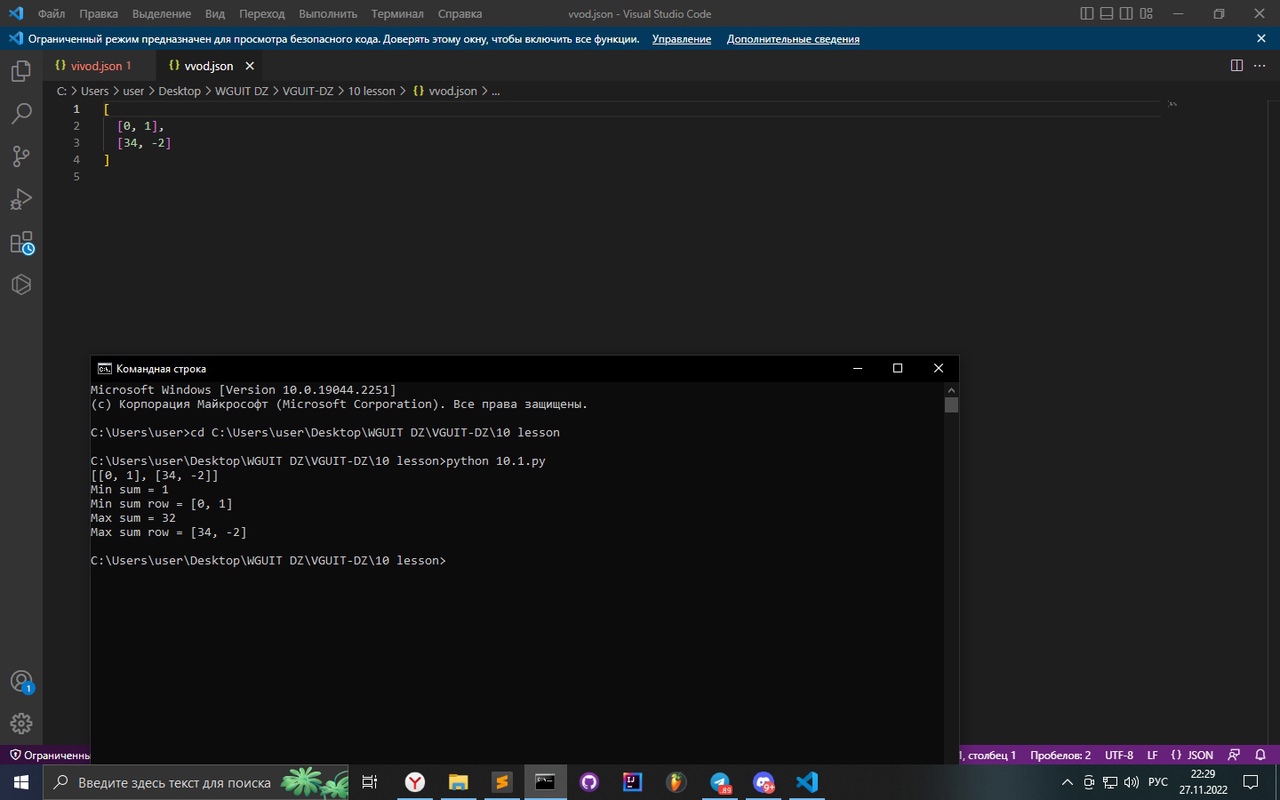 Файл Правка Выделение Вид Переход Выполнить Терминал Справка vvod.json - Visual Studio Code
Ограниченный режим предназначен для просмотра безопасного кода. Доверять этому окну, чтобы включить все функции. Управление Дополнительные сведения
{} vivod.json 1 {} vvod.json
C: > Users > user > Desktop > WGUIT DZ > VGUIT-DZ > 10 lesson > {} vvod.json > ...
1 [
2 [0, 1],
3 [34, -2]
4 ]
5
Командная строка
Microsoft Windows [Version 10.0.19044.2251]
(c) Корпорация Майкрософт (Microsoft Corporation). Все права защищены.
C:\Users\user>cd C:\Users\user\Desktop\WGUIT DZ\VGUIT-DZ\10 lesson
C:\Users\user\Desktop\WGUIT DZ\VGUIT-DZ\10 lesson>python 10.1.py
[[0, 1], [34, -2]]
Min sum = 1
Min sum row = [0, 1]
Max sum = 32
Max sum row = [34, -2]
C:\Users\user\Desktop\WGUIT DZ\VGUIT-DZ\10 lesson>
1
Ограниченны 1, столбец 1 Пробелов: 2 UTF-8 LF {} JSON
Введите здесь текст для поиска 89 9+ РУС 22:29
27.11.2022